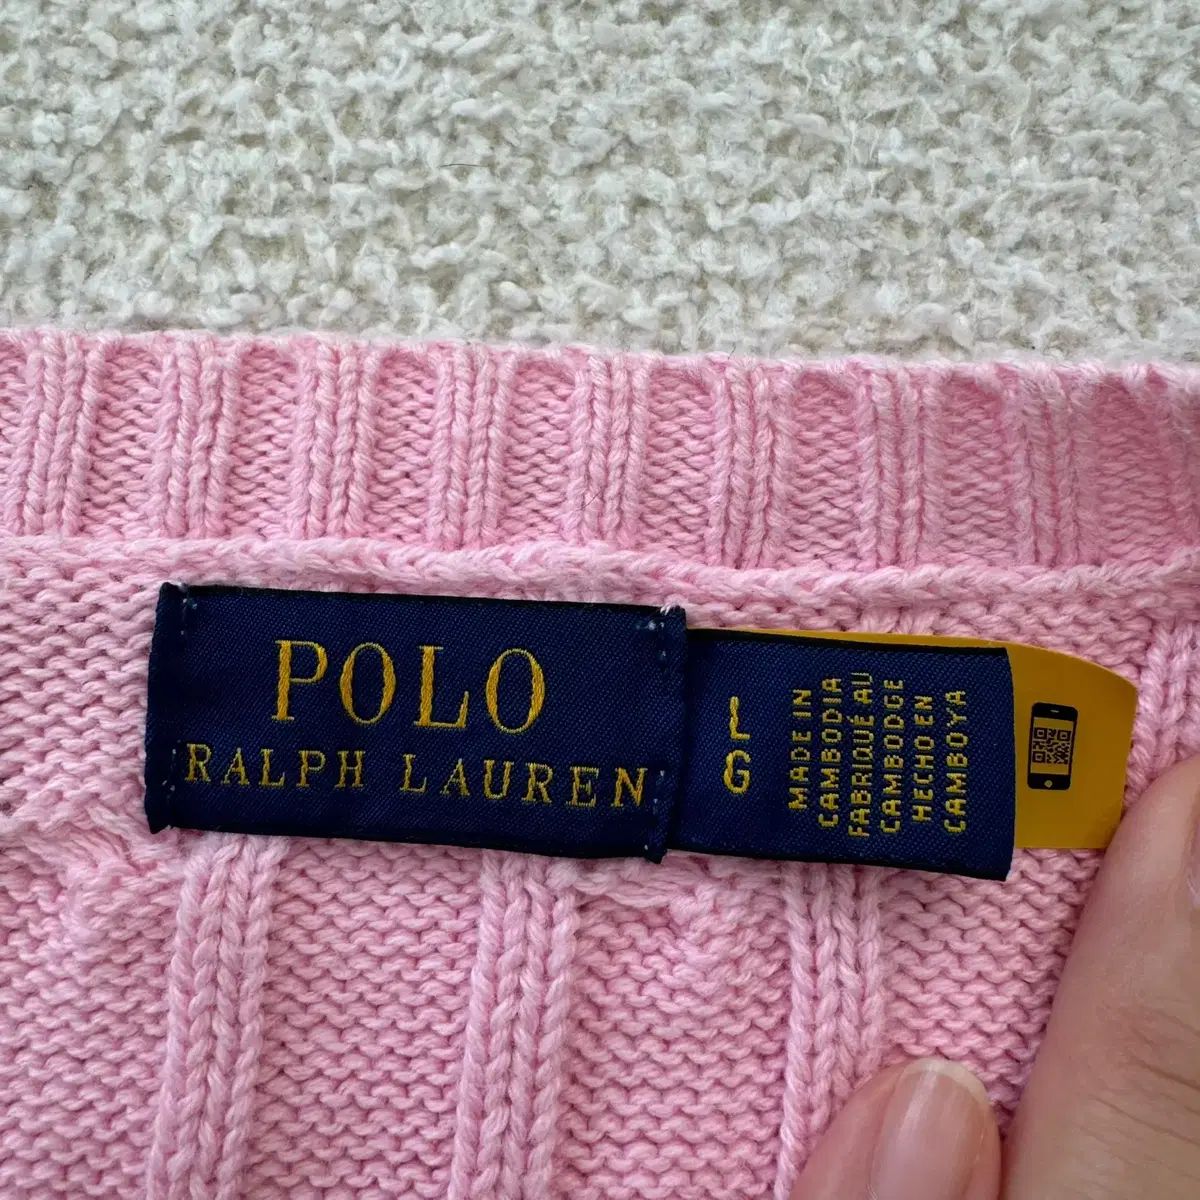 POLO
RALPH LAUREN
L
G
MADE IN
CAMBODIA
FABRIQUÉ AU
CAMBODGE
HECHO EN
CAMBOYA